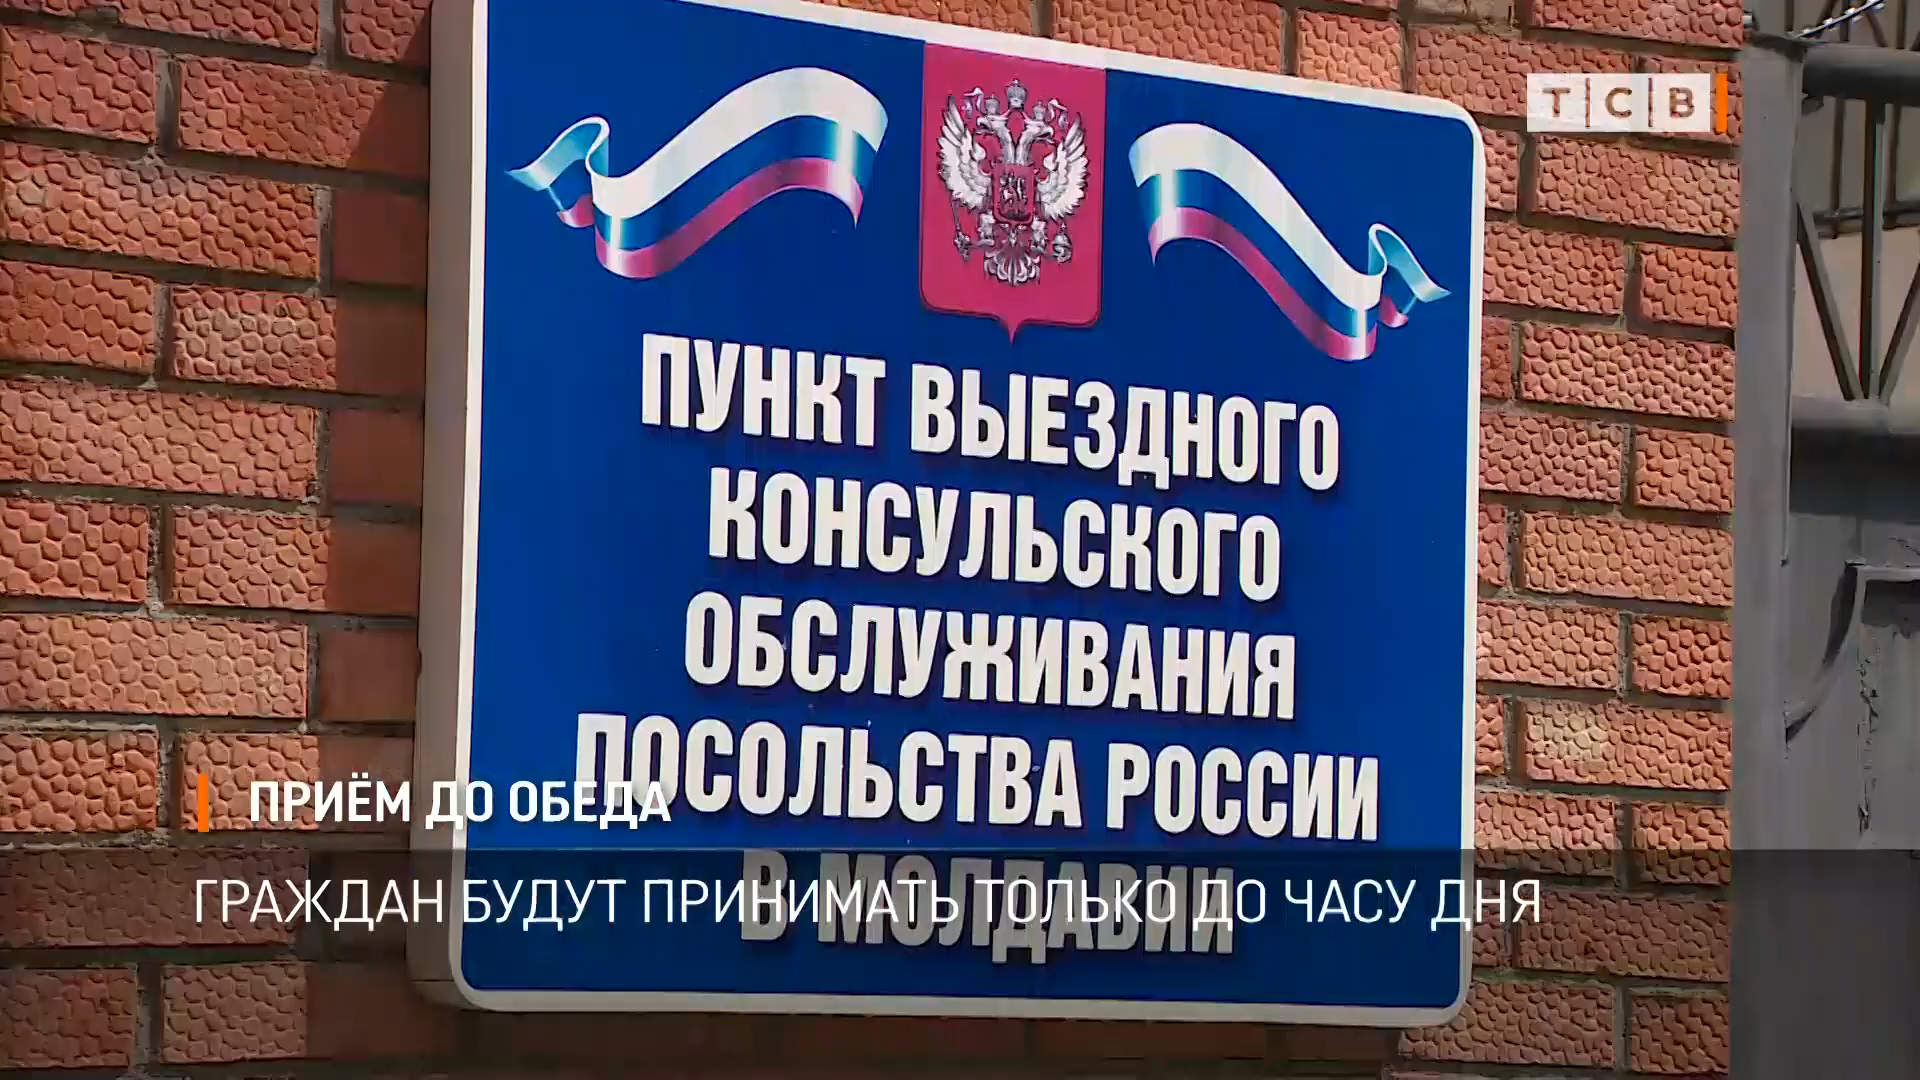 ТСВ
ПУНКТ ВЫЕЗДНОГО
КОНСУЛЬСКОГО
ОБСЛУЖИВАНИЯ
ПОСОЛЬСТВА РОССИИ
В МОЛДАВИИ
ПРИЁМ ДО ОБЕДА
ГРАЖДАН БУДУТ ПРИНИМАТЬ ТОЛЬКО ДО ЧАСУ ДНЯ